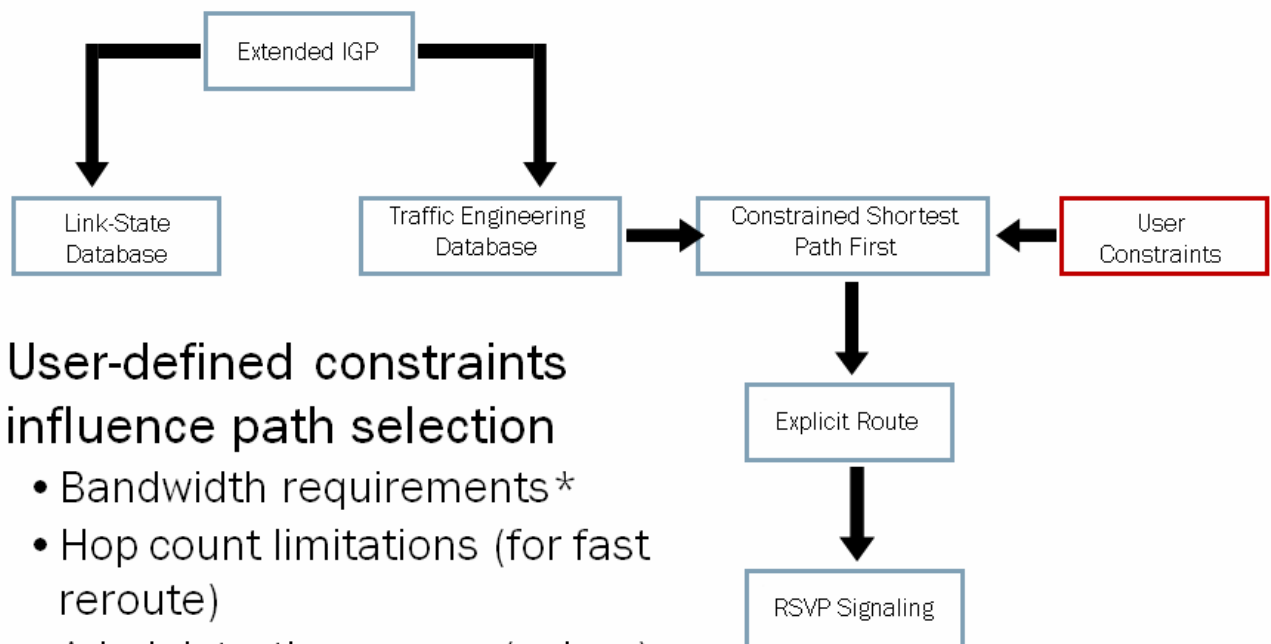 Extended IGP
Link-State
Database
Traffic Engineering
Database
Constrained Shortest
Path First
User
Constraints
User-defined constraints
influence path selection
• Bandwidth requirements*
• Hop count limitations (for fast
reroute)
Explicit Route
RSVP Signaling